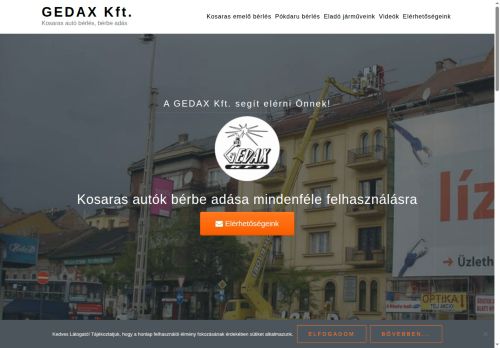 GEDAX Kft.
Kosaras autó bérlés, bérbe adás
Kosaras emelő bérlés Pókdaru bérlés Eladó járműveink Videók Elérhetőségeink
A GEDAX Kft. segít elérni Önnek!
GEDAX
KFT
Kosaras autók bérbe adása mindenféle felhasználásra
Elérhetőségeink
líz
Üzlethe
OPTIKA
Kedves Látogató! Tájékoztatjuk, hogy a honlap felhasználói élmény fokozásának érdekében sütiket alkalmazunk.
ELFOGADOM
BŐVEBBEN...